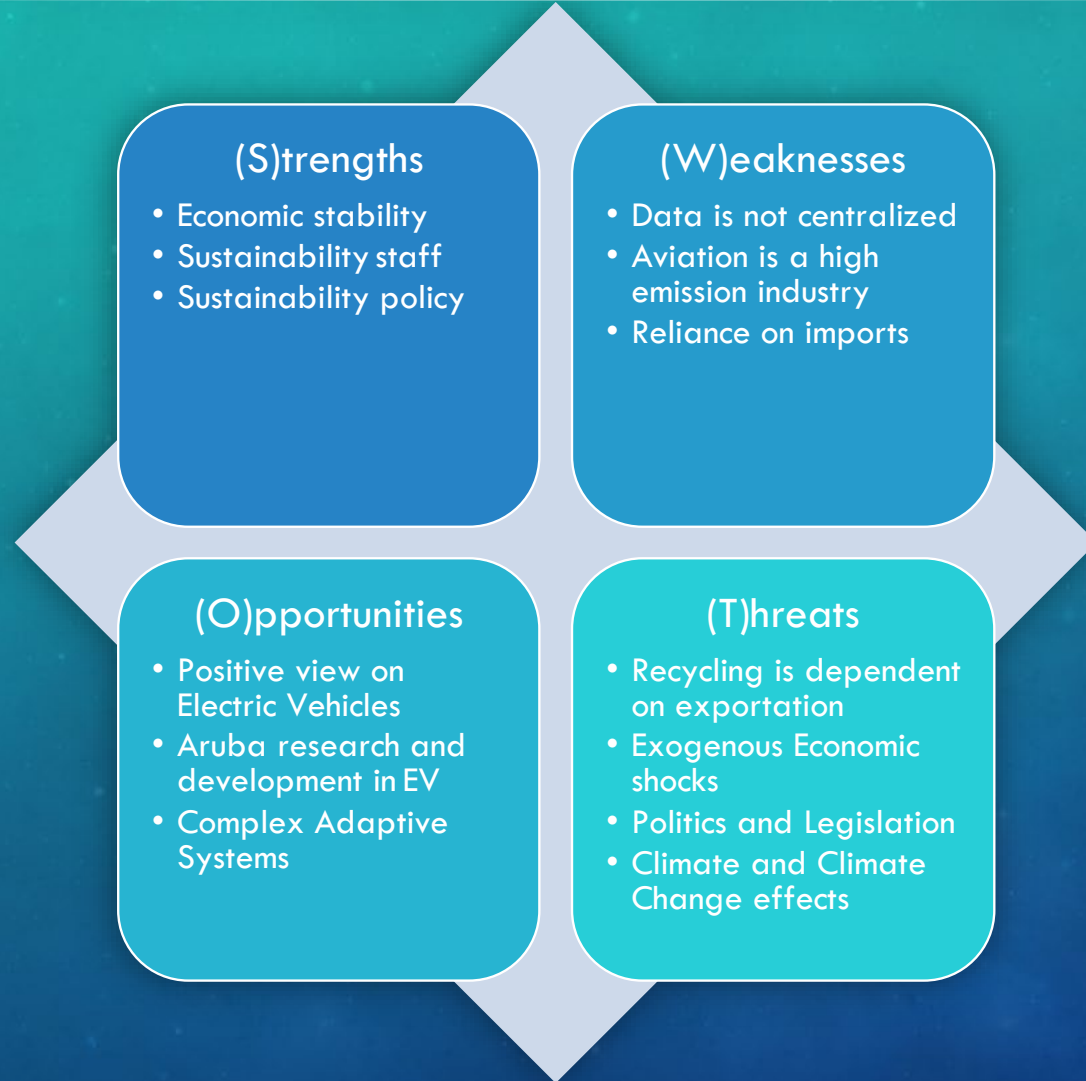 (S)trengths
• Economic stability
• Sustainability staff
• Sustainability policy
(W)eaknesses
• Data is not centralized
• Aviation is a high
emission industry
• Reliance on imports
(O)pportunities
• Positive view on
Electric Vehicles
• Aruba research and
development in EV
• Complex Adaptive
Systems
(T)hreats
• Recycling is dependent
on exportation
• Exogenous Economic
shocks
• Politics and Legislation
• Climate and Climate
Change effects